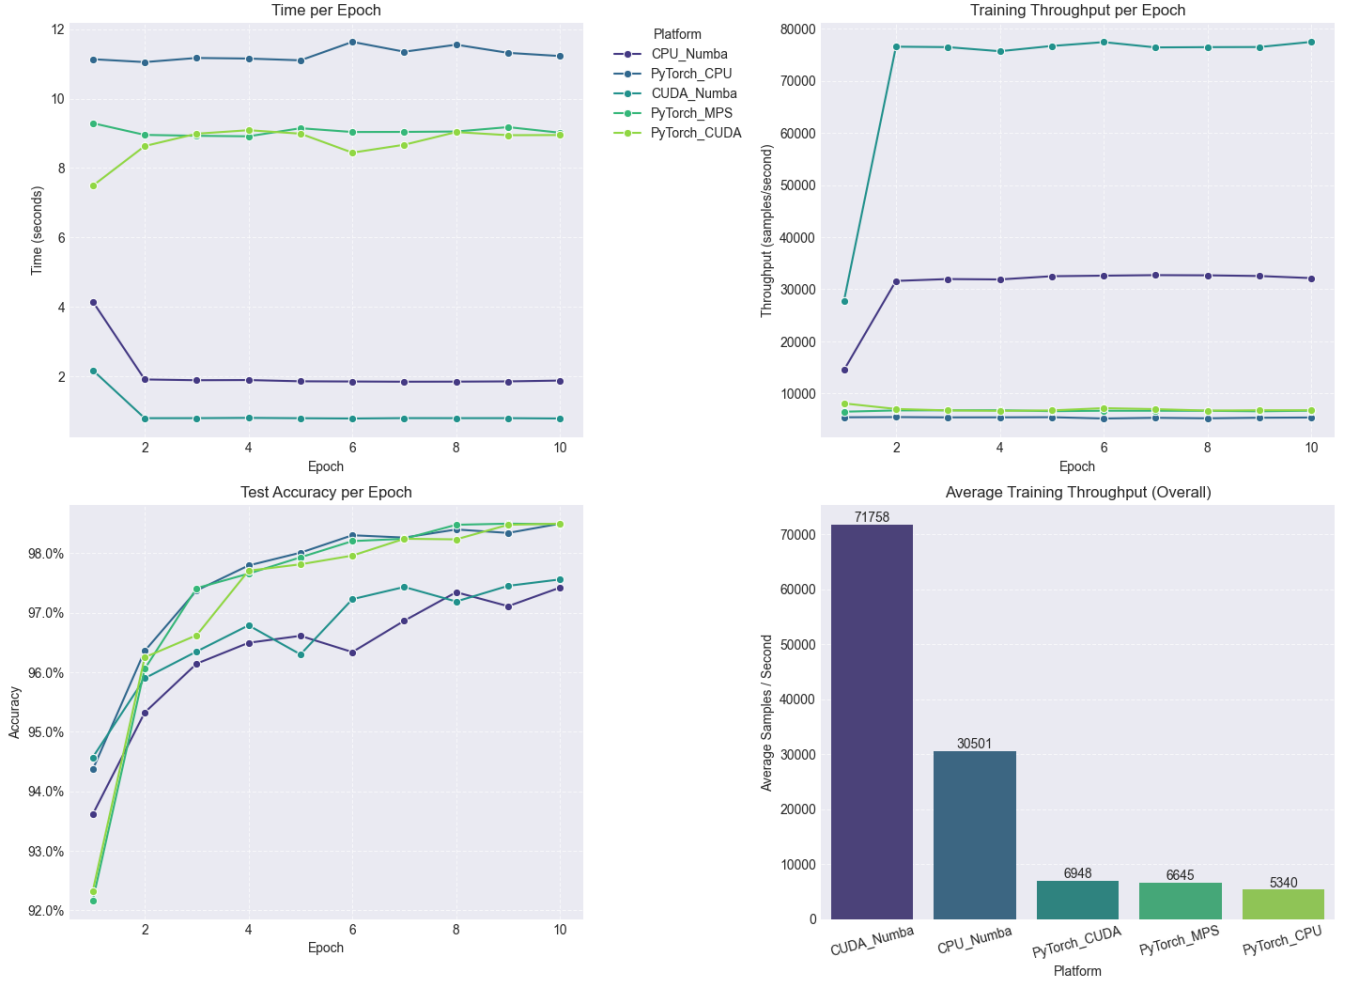 Time per Epoch
12
10
8
6
4
2
Time (seconds)
2
4
6
8
10
Epoch
Platform
CPU_Numba
PyTorch_CPU
CUDA_Numba
PyTorch_MPS
PyTorch_CUDA
Training Throughput per Epoch
80000
70000
60000
50000
40000
30000
20000
10000
Throughput (samples/second)
2
4
6
8
10
Epoch
Test Accuracy per Epoch
98.0%
97.0%
96.0%
95.0%
94.0%
93.0%
92.0%
Accuracy
2
4
6
8
10
Epoch
Average Training Throughput (Overall)
70000
60000
50000
40000
30000
20000
10000
0
Average Samples / Second
71758
30501
6948
6645
5340
CUDA_Numba
CPU_Numba
PyTorch_CUDA
PyTorch_MPS
PyTorch_CPU
Platform